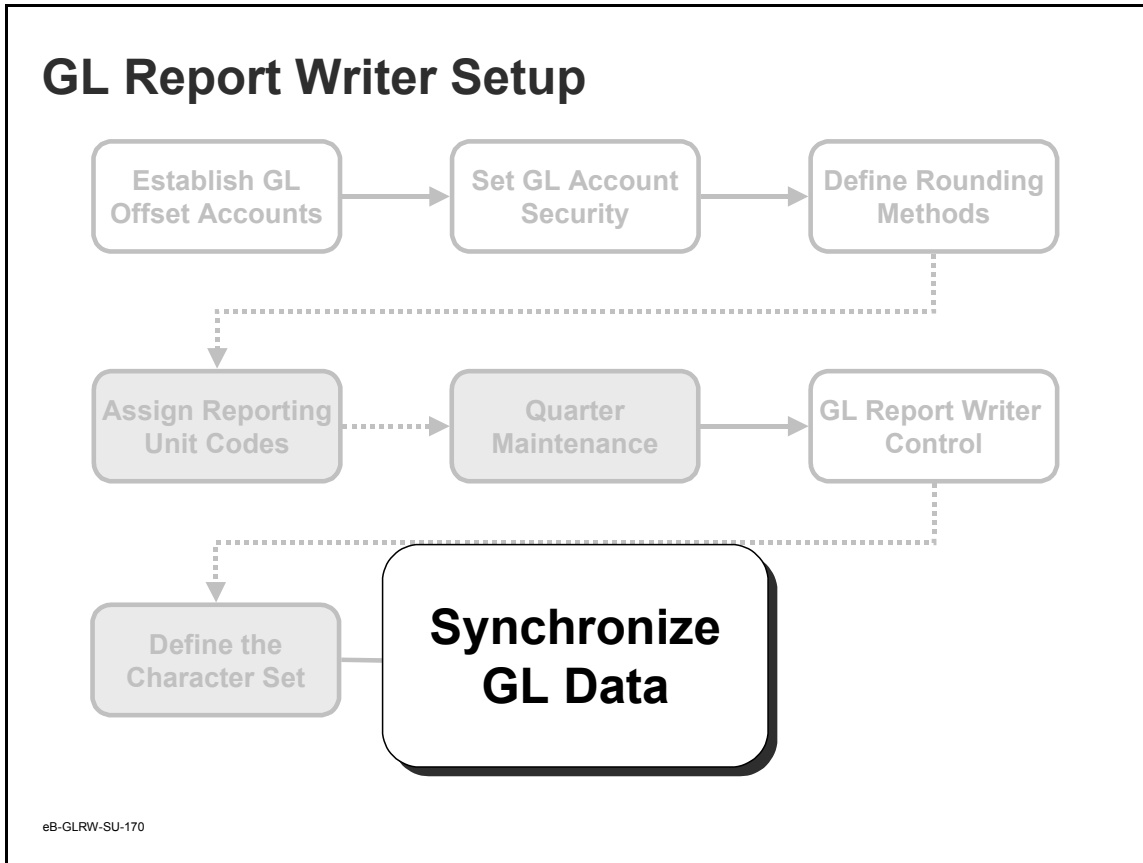 GL Report Writer Setup
Establish GL
Offset Accounts
Set GL Account
Security
Define Rounding
Methods
Assign Reporting
Unit Codes
Quarter
Maintenance
GL Report Writer
Control
Define the
Character Set
Synchronize
GL Data
eB-GLRW-SU-170